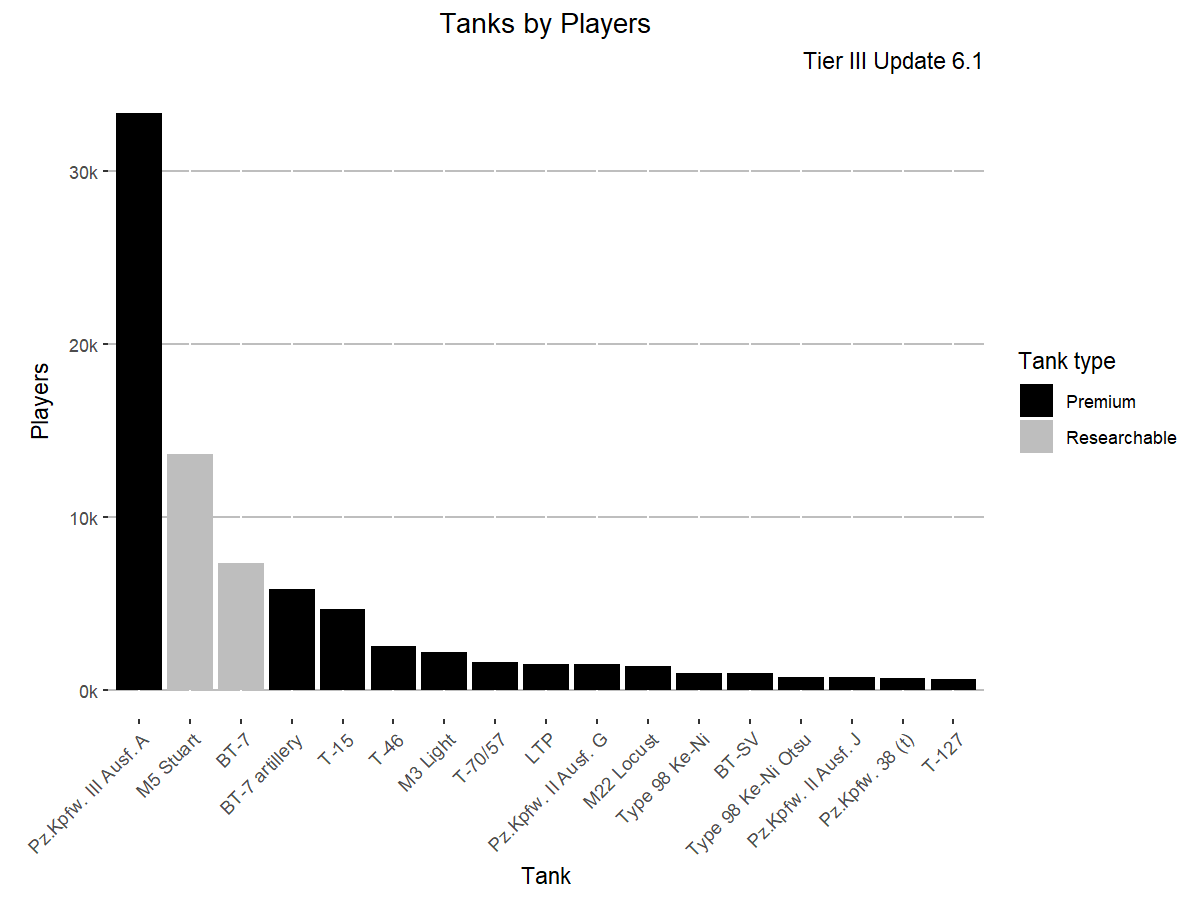 Tanks by Players
Tier III Update 6.1
30k
20k
10k
0k
Players
Pz.Kpfw. III Ausf. A
M5 Stuart
BT-7
BT-7 artillery
T-15
T-46
M3 Light
T-70/57
LTP
Pz.Kpfw. II Ausf. G
M22 Locust
Type 98 Ke-Ni
BT-SV
Type 98 Ke-Ni Otsu
Pz.Kpfw. II Ausf. J
Pz.Kpfw. 38 (t)
T-127
Tank
Tank type
Premium
Researchable